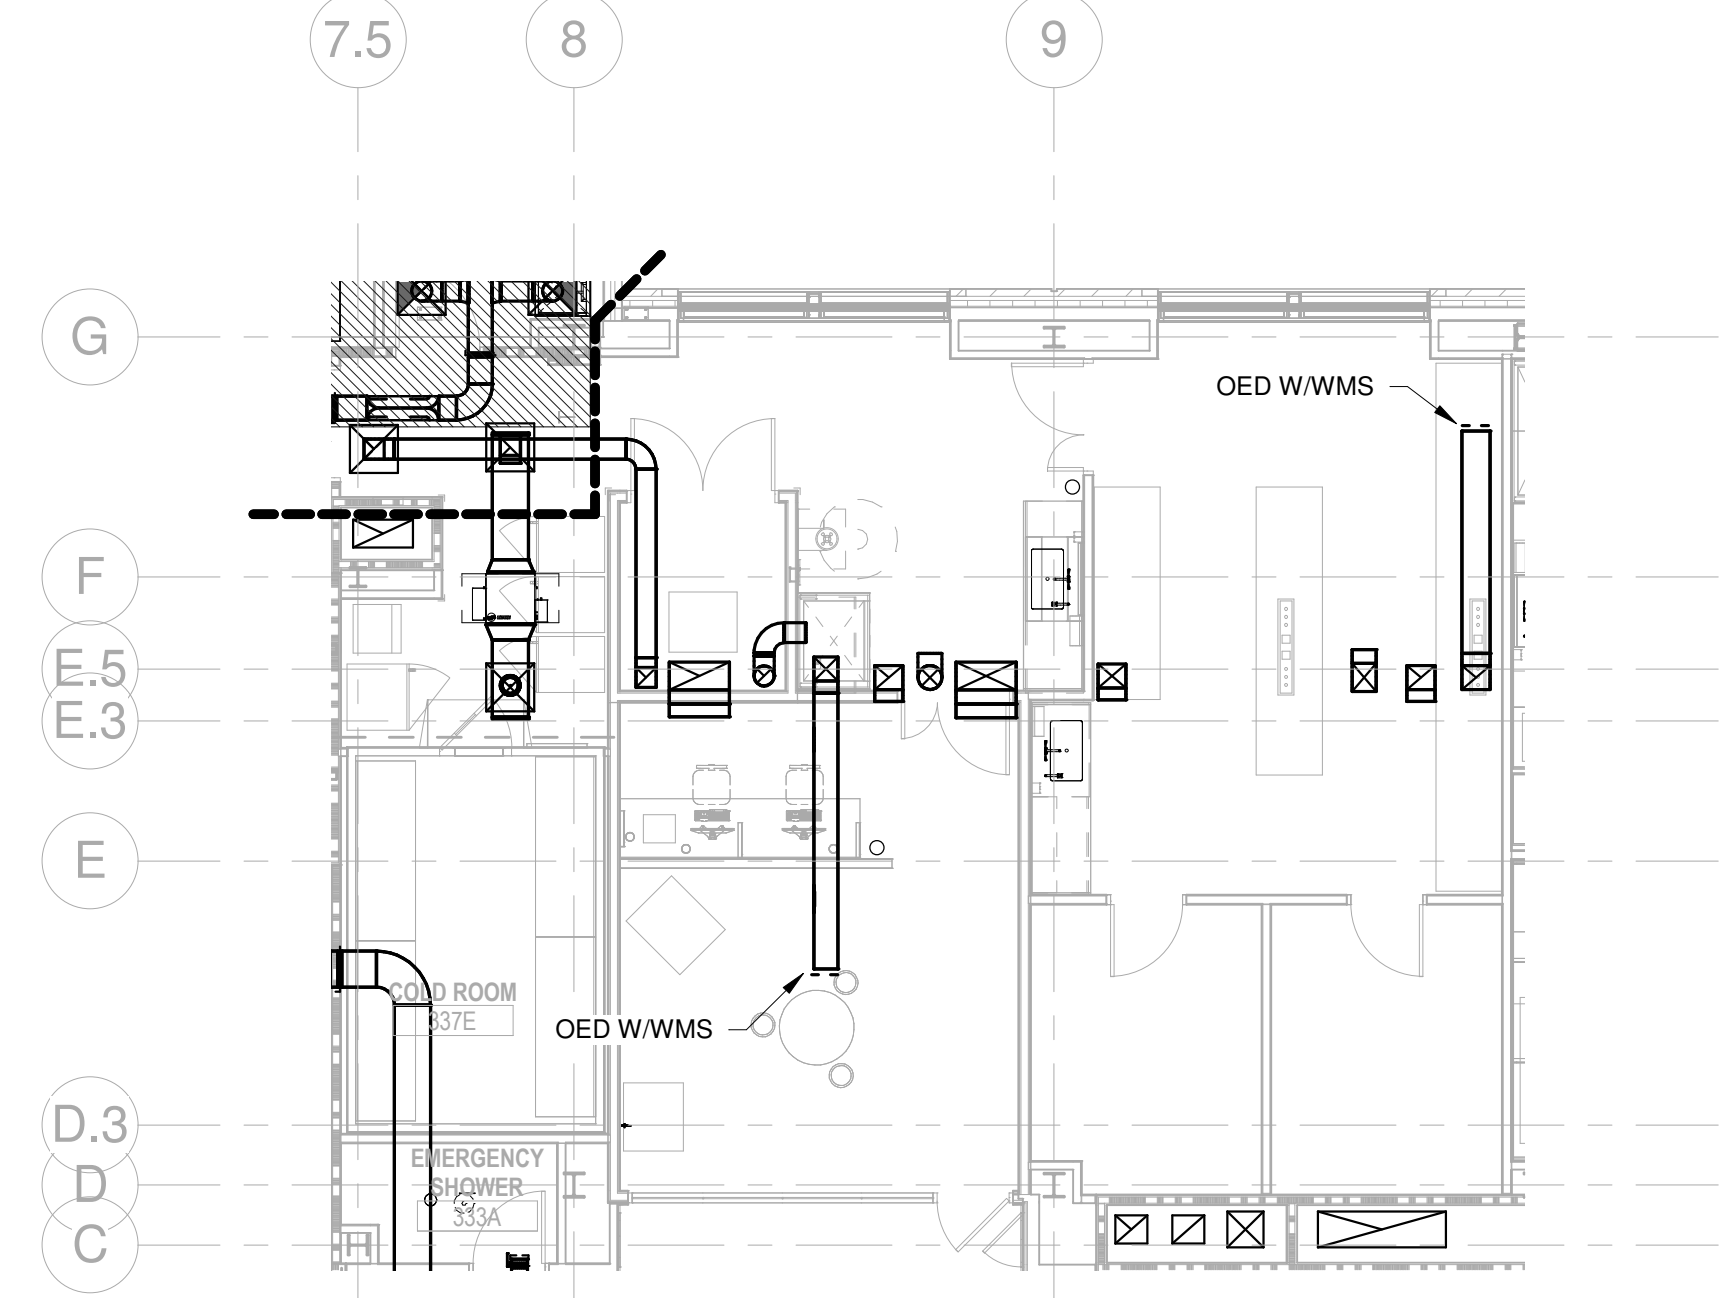 7.5
8
9
G
OED W/WMS
F
E.5
E.3
E
COLD ROOM
337E
OED W/WMS
D.3
EMERGENCY
SHOWER
333A
D
C